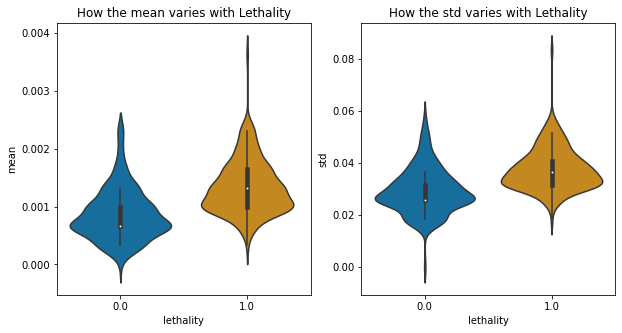 How the mean varies with Lethality
mean
0.004
0.003
0.002
0.001
0.000
0.0
1.0
lethality
How the std varies with Lethality
std
0.08
0.06
0.04
0.02
0.00
0.0
1.0
lethality